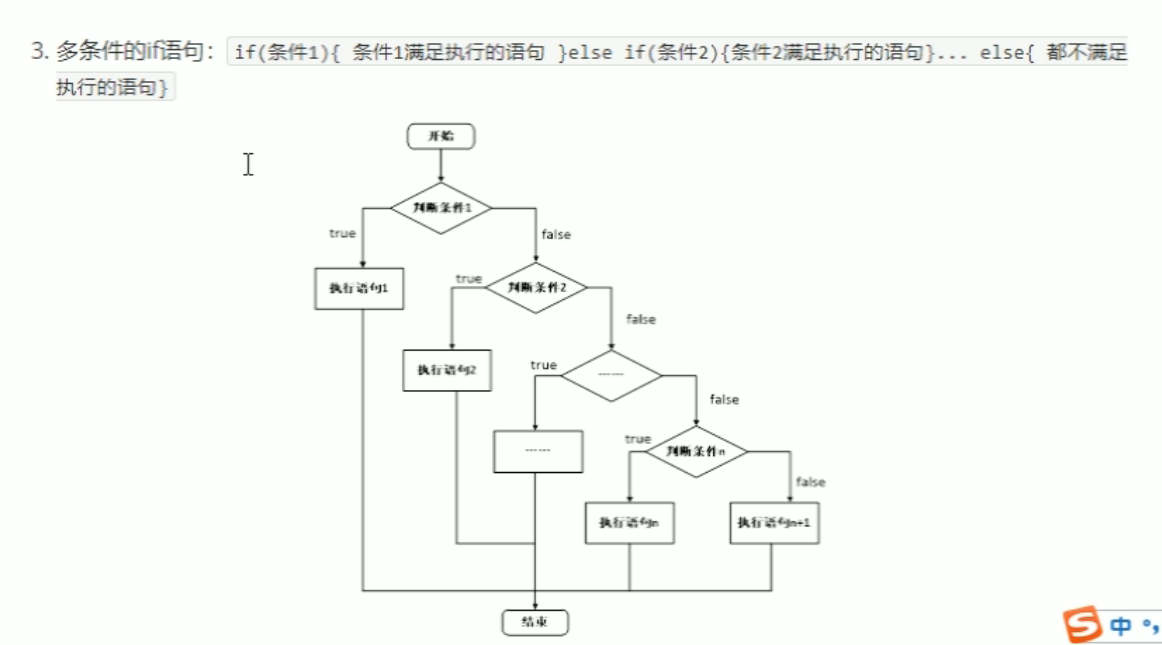 3. 多条件的if语句： if(条件1){ 条件1满足执行的语句 }else if(条件2){条件2满足执行的语句}... else{ 都不满足
执行的语句}
开始
判断条件1
true
false
执行语句1
true
判断条件2
false
执行语句2
true
……
false
……
true
判断条件n
false
执行语句n
执行语句n+1
结束
S 中 °,